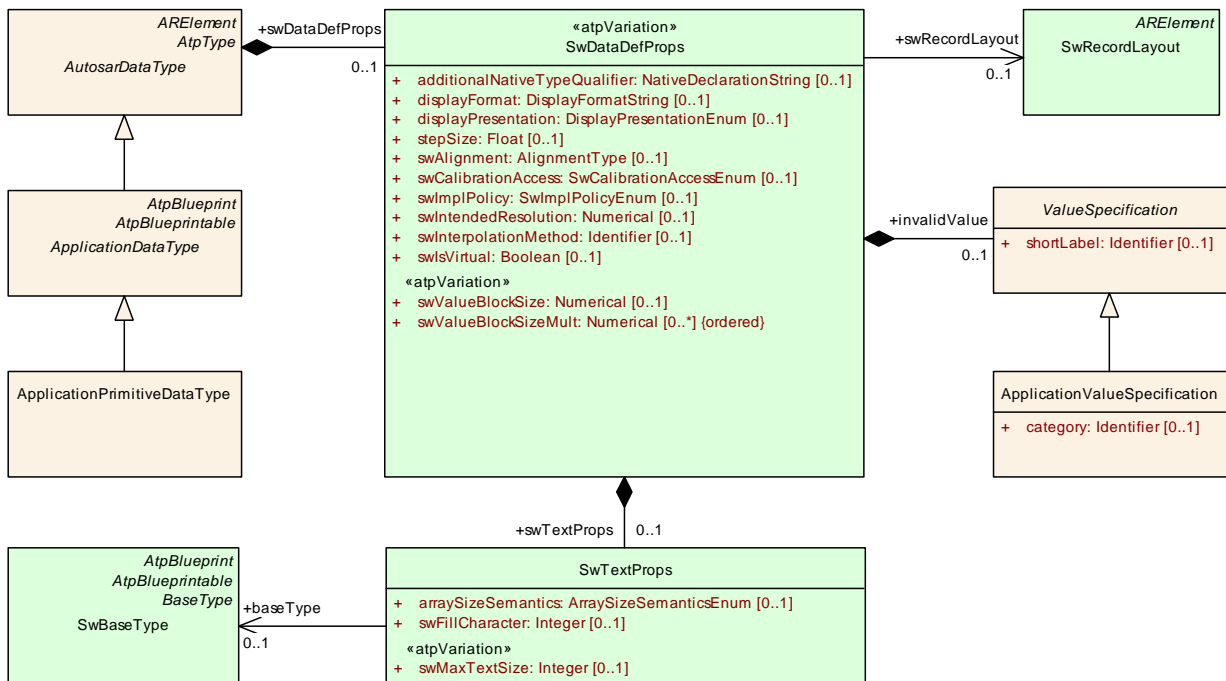 ARElement
AtpType
AutosarDataType
+swDataDefProps
0..1
«atpVariation»
SwDataDefProps
+ additionalNativeTypeQualifier: NativeDeclarationString [0..1]
+ displayFormat: DisplayFormatString [0..1]
+ displayPresentation: DisplayPresentationEnum [0..1]
+ stepSize: Float [0..1]
+ swAlignment: AlignmentType [0..1]
+ swCalibrationAccess: SwCalibrationAccessEnum [0..1]
+ swImplPolicy: SwImplPolicyEnum [0..1]
+ swIntendedResolution: Numerical [0..1]
+ swInterpolationMethod: Identifier [0..1]
+ swIsVirtual: Boolean [0..1]
«atpVariation»
+ swValueBlockSize: Numerical [0..1]
+ swValueBlockSizeMult: Numerical [0..*] {ordered}
+swRecordLayout
0..1
ARElement
SwRecordLayout
AtpBlueprint
AtpBlueprintable
ApplicationDataType
+invalidValue
0..1
ValueSpecification
+ shortLabel: Identifier [0..1]
ApplicationPrimitiveDataType
ApplicationValueSpecification
+ category: Identifier [0..1]
+swTextProps
0..1
AtpBlueprint
AtpBlueprintable
BaseType
SwBaseType
+baseType
0..1
SwTextProps
+ arraySizeSemantics: ArraySizeSemanticsEnum [0..1]
+ swFillCharacter: Integer [0..1]
«atpVariation»
+ swMaxTextSize: Integer [0..1]